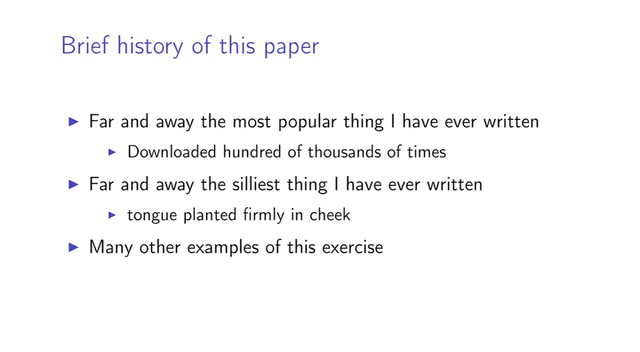 Brief history of this paper
Far and away the most popular thing I have ever written
Downloaded hundred of thousands of times
Far and away the silliest thing I have ever written
tongue planted firmly in cheek
Many other examples of this exercise